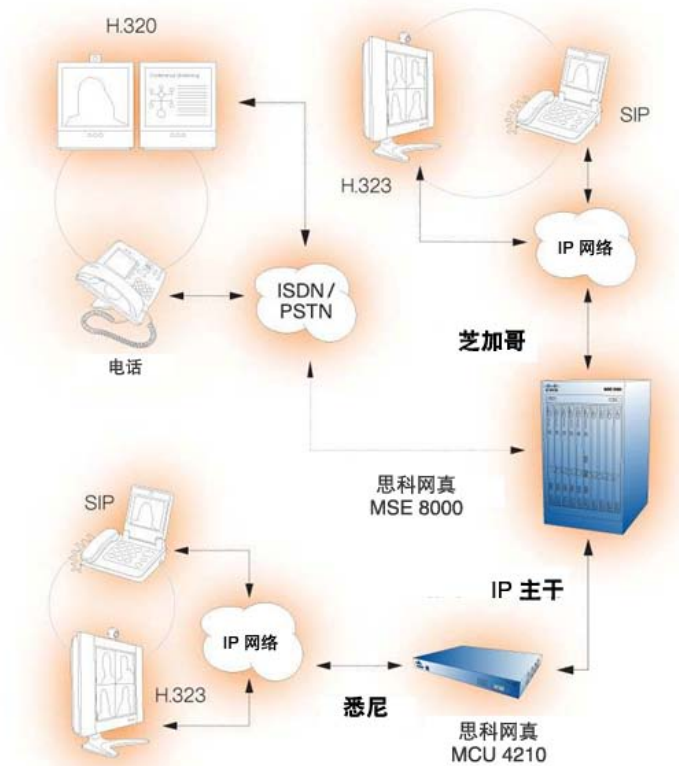 H.320
SIP
H.323
IP 网络
ISDN /
PSTN
电话
芝加哥
思科网真
MSE 8000
SIP
IP 主干
IP 网络
H.323
悉尼
思科网真
MCU 4210